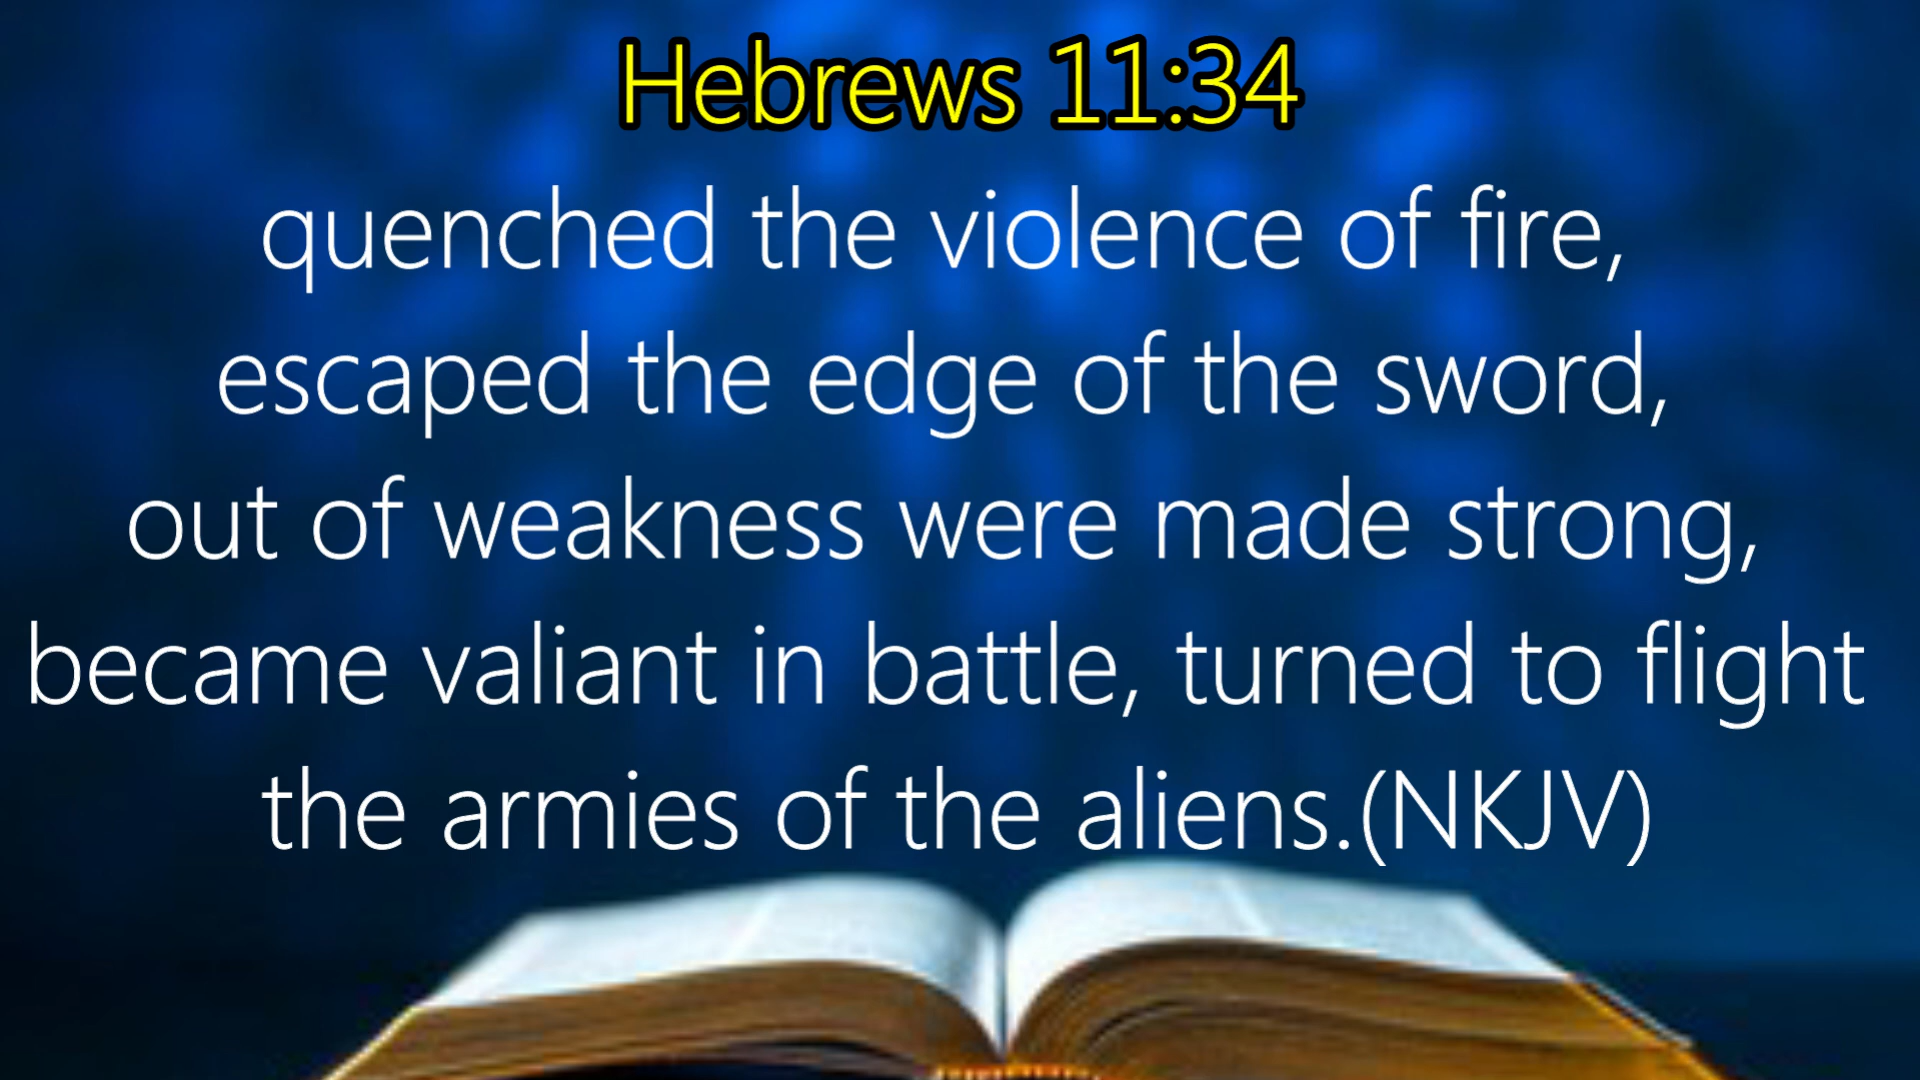 Hebrews 11:34
quenched the violence of fire,
escaped the edge of the sword,
out of weakness were made strong,
became valiant in battle, turned to flight
the armies of the aliens.(NKJV)